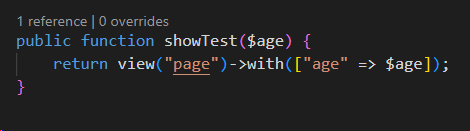 1 reference | 0 overrides
public function showTest($age) {
    return view("page")->with(["age" => $age]);
}